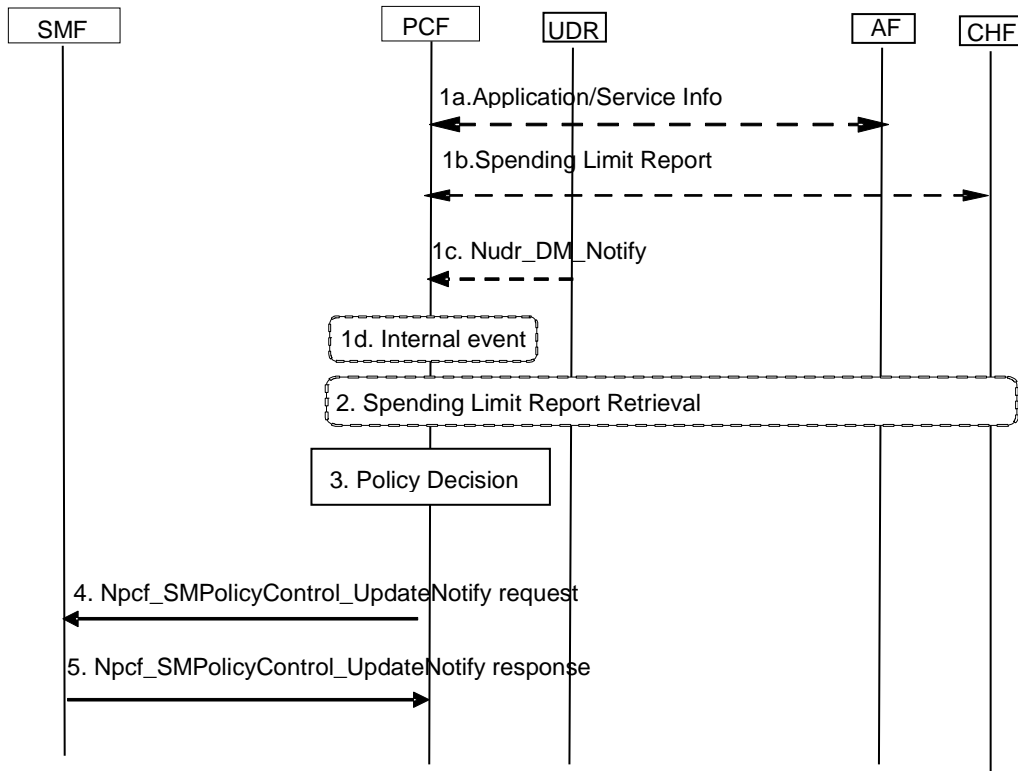 SMF
PCF
UDR
AF
CHF
1a.Application/Service Info
1b.Spending Limit Report
1c. Nudr_DM_Notify
1d. Internal event
2. Spending Limit Report Retrieval
3. Policy Decision
4. Npcf_SMPolicyControl_UpdateNotify request
5. Npcf_SMPolicyControl_UpdateNotify response